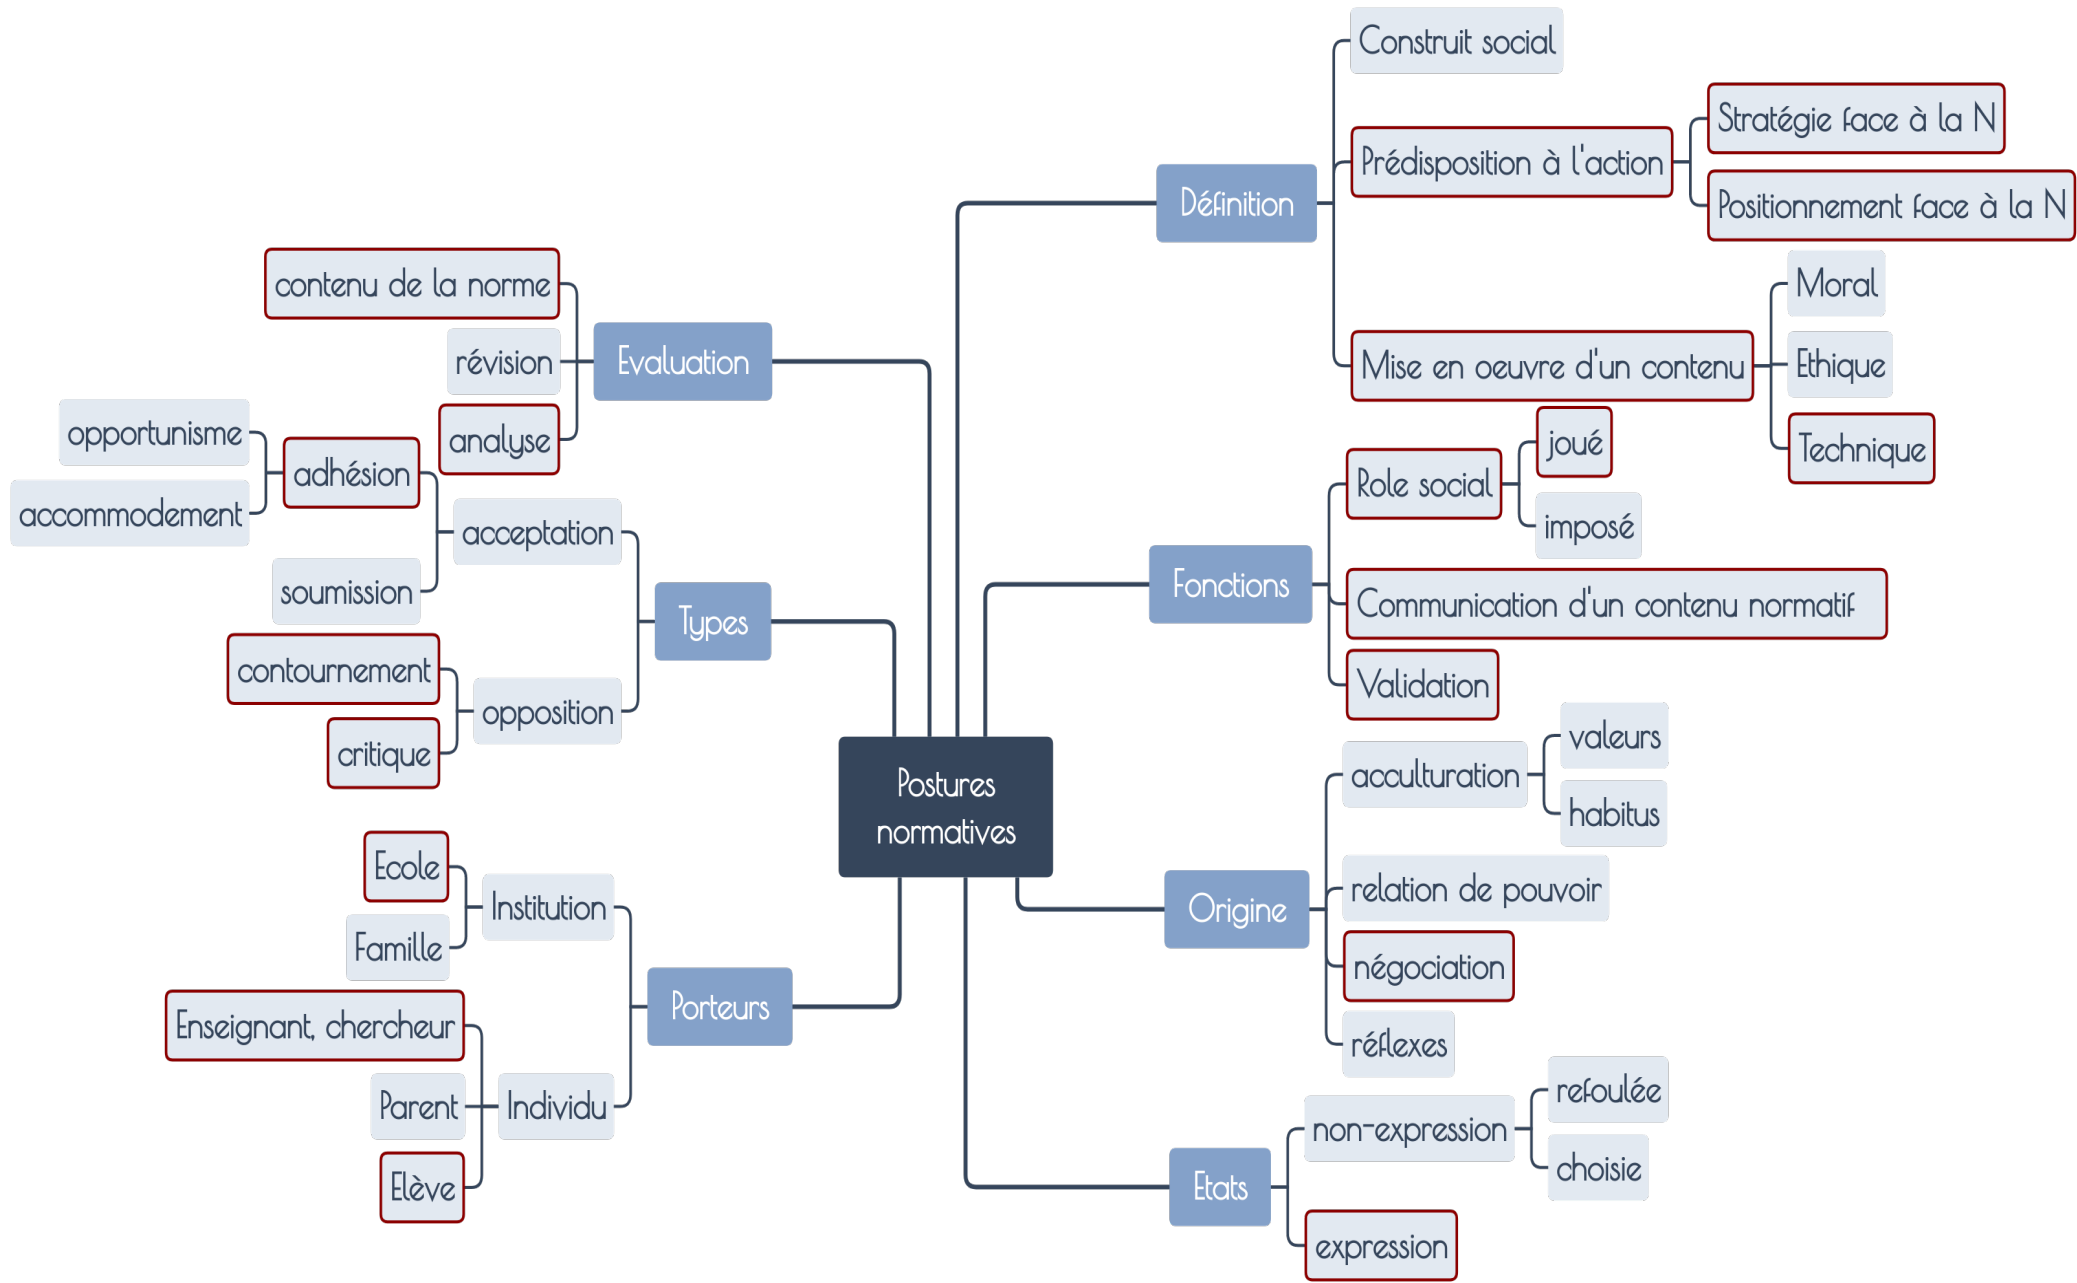 Postures
normatives
Définition
Construit social
Prédisposition à l'action
Stratégie face à la N
Positionnement face à la N
Mise en oeuvre d'un contenu
Moral
Ethique
Technique
Fonctions
Role social
joué
imposé
Communication d'un contenu normatif
Validation
Origine
acculturation
valeurs
habitus
relation de pouvoir
négociation
réflexes
Etats
non-expression
refoulée
choisie
expression
Evaluation
contenu de la norme
révision
analyse
Types
acceptation
adhésion
opportunisme
accommodement
soumission
opposition
contournement
critique
Porteurs
Institution
Ecole
Famille
Individu
Enseignant, chercheur
Parent
Elève